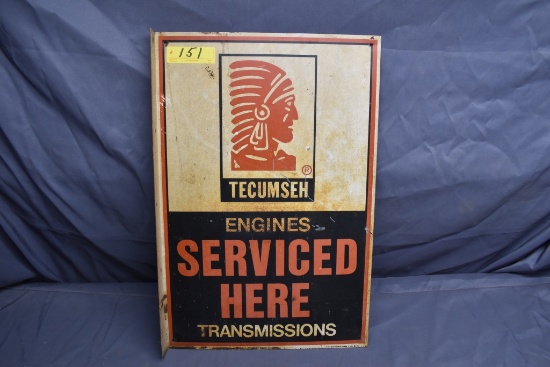 151
®
TECUMSEH
ENGINES
SERVICED
HERE
TRANSMISSIONS